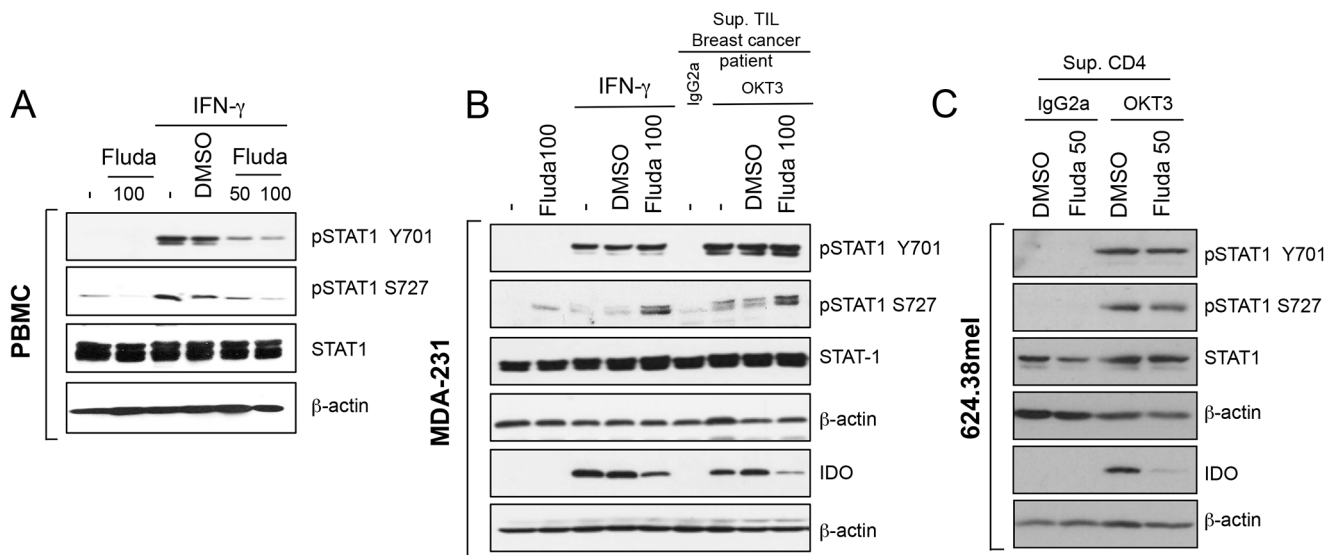 A
IFN-γ
Fluda
DMSO
Fluda
-
100
-
50
100
PBMC
pSTAT1 Y701
pSTAT1 S727
STAT1
β-actin
B
Sup. TIL
Breast cancer
patient
IFN-γ
IgG2a
OKT3
-
Fluda100
-
DMSO
Fluda 100
-
-
DMSO
Fluda 100
MDA-231
pSTAT1 Y701
pSTAT1 S727
STAT-1
β-actin
IDO
β-actin
C
Sup. CD4
IgG2a
OKT3
DMSO
Fluda 50
DMSO
Fluda 50
624.38mel
pSTAT1 Y701
pSTAT1 S727
STAT1
β-actin
IDO
β-actin